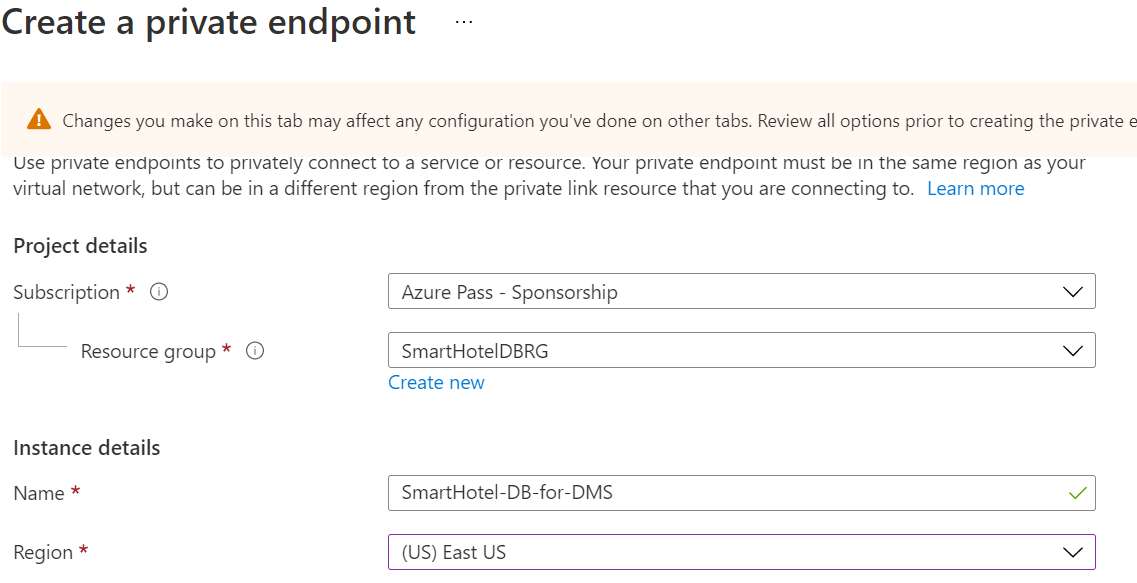 Create a private endpoint ...
Changes you make on this tab may affect any configuration you've done on other tabs. Review all options prior to creating the private e
Use private endpoints to privately connect to a service or resource. Your private endpoint must be in the same region as your
virtual network, but can be in a different region from the private link resource that you are connecting to. Learn more
Project details
Subscription * Azure Pass - Sponsorship
Resource group * SmartHotelDBRG
Create new
Instance details
Name * SmartHotel-DB-for-DMS
Region * (US) East US